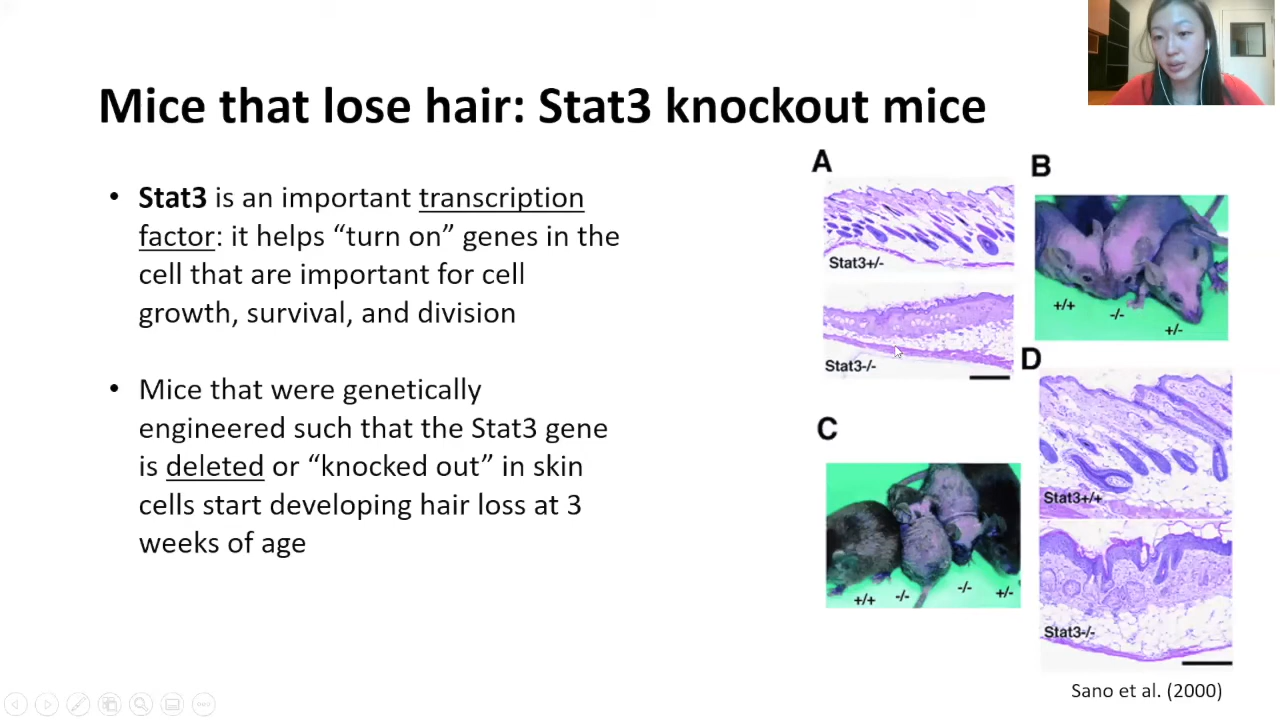 Mice that lose hair: Stat3 knockout mice
• Stat3 is an important transcription
factor: it helps “turn on” genes in the
cell that are important for cell
growth, survival, and division
• Mice that were genetically
engineered such that the Stat3 gene
is deleted or “knocked out” in skin
cells start developing hair loss at 3
weeks of age
A
Stat3+/-
Stat3-/-
B
+/+
-/-
+/-
C
+/+
-/-
-/-
+/-
D
Stat3+/+
Stat3-/-
Sano et al. (2000)